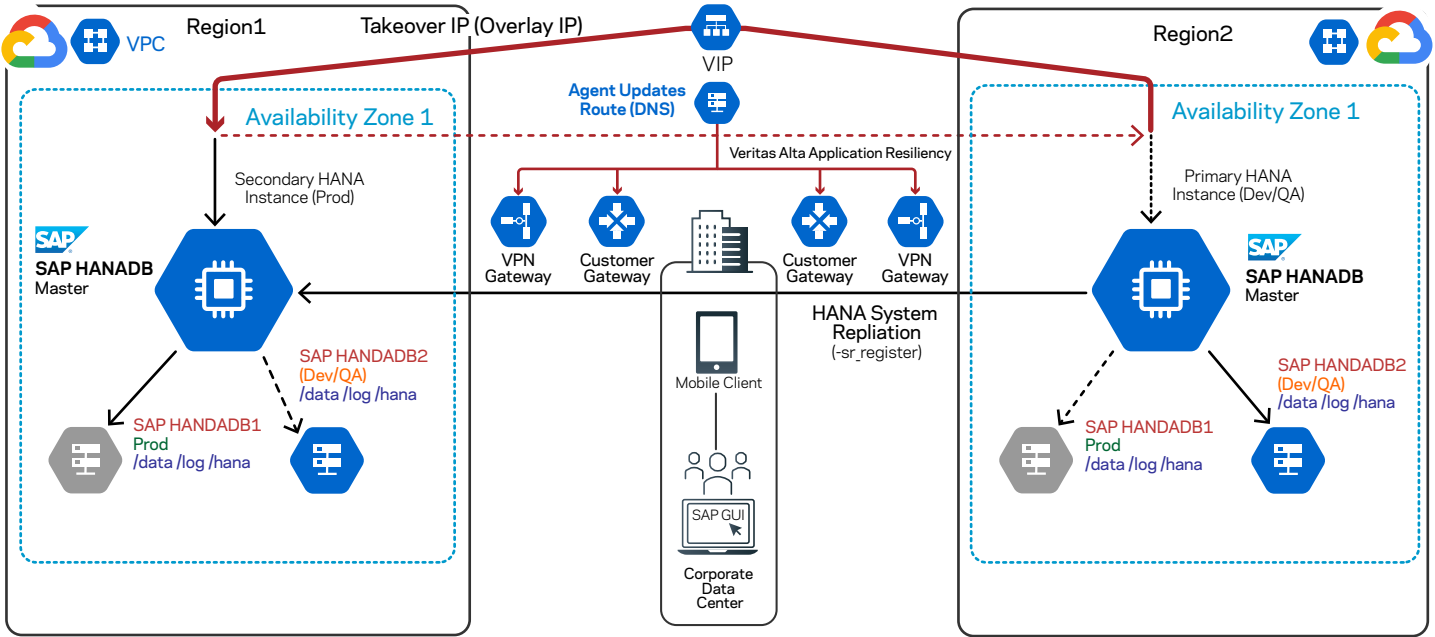 VPC
Region1
Takeover IP (Overlay IP)
VIP
Region2
Availability Zone 1
Agent Updates
Route (DNS)
Availability Zone 1
Veritas Alta Application Resiliency
Secondary HANA
Instance (Prod)
Primary HANA
Instance (Dev/QA)
SAP
SAP HANADB
Master
VPN
Gateway
Customer
Gateway
Customer
Gateway
VPN
Gateway
SAP
SAP HANADB
Master
HANA System
Repliation
(-sr_register)
SAP HANDADB2
(Dev/QA)
/data /log /hana
Mobile Client
SAP HANDADB2
(Dev/QA)
/data /log /hana
SAP HANDADB1
Prod
/data /log /hana
SAP HANDADB1
Prod
/data /log /hana
SAP GUI
Corporate
Data
Center